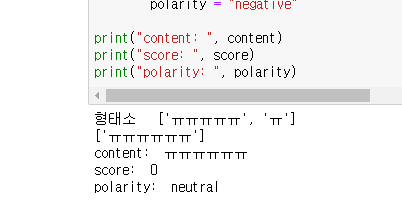 polarity = "negative"
print("content: ", content)
print("score: ", score)
print("polarity: ", polarity)
형태소 ['ㅠㅠㅠㅠㅠ', 'ㅠ']
['ㅠㅠㅠㅠㅠㅠ']
content: ㅠㅠㅠㅠㅠㅠ
score: 0
polarity: neutral